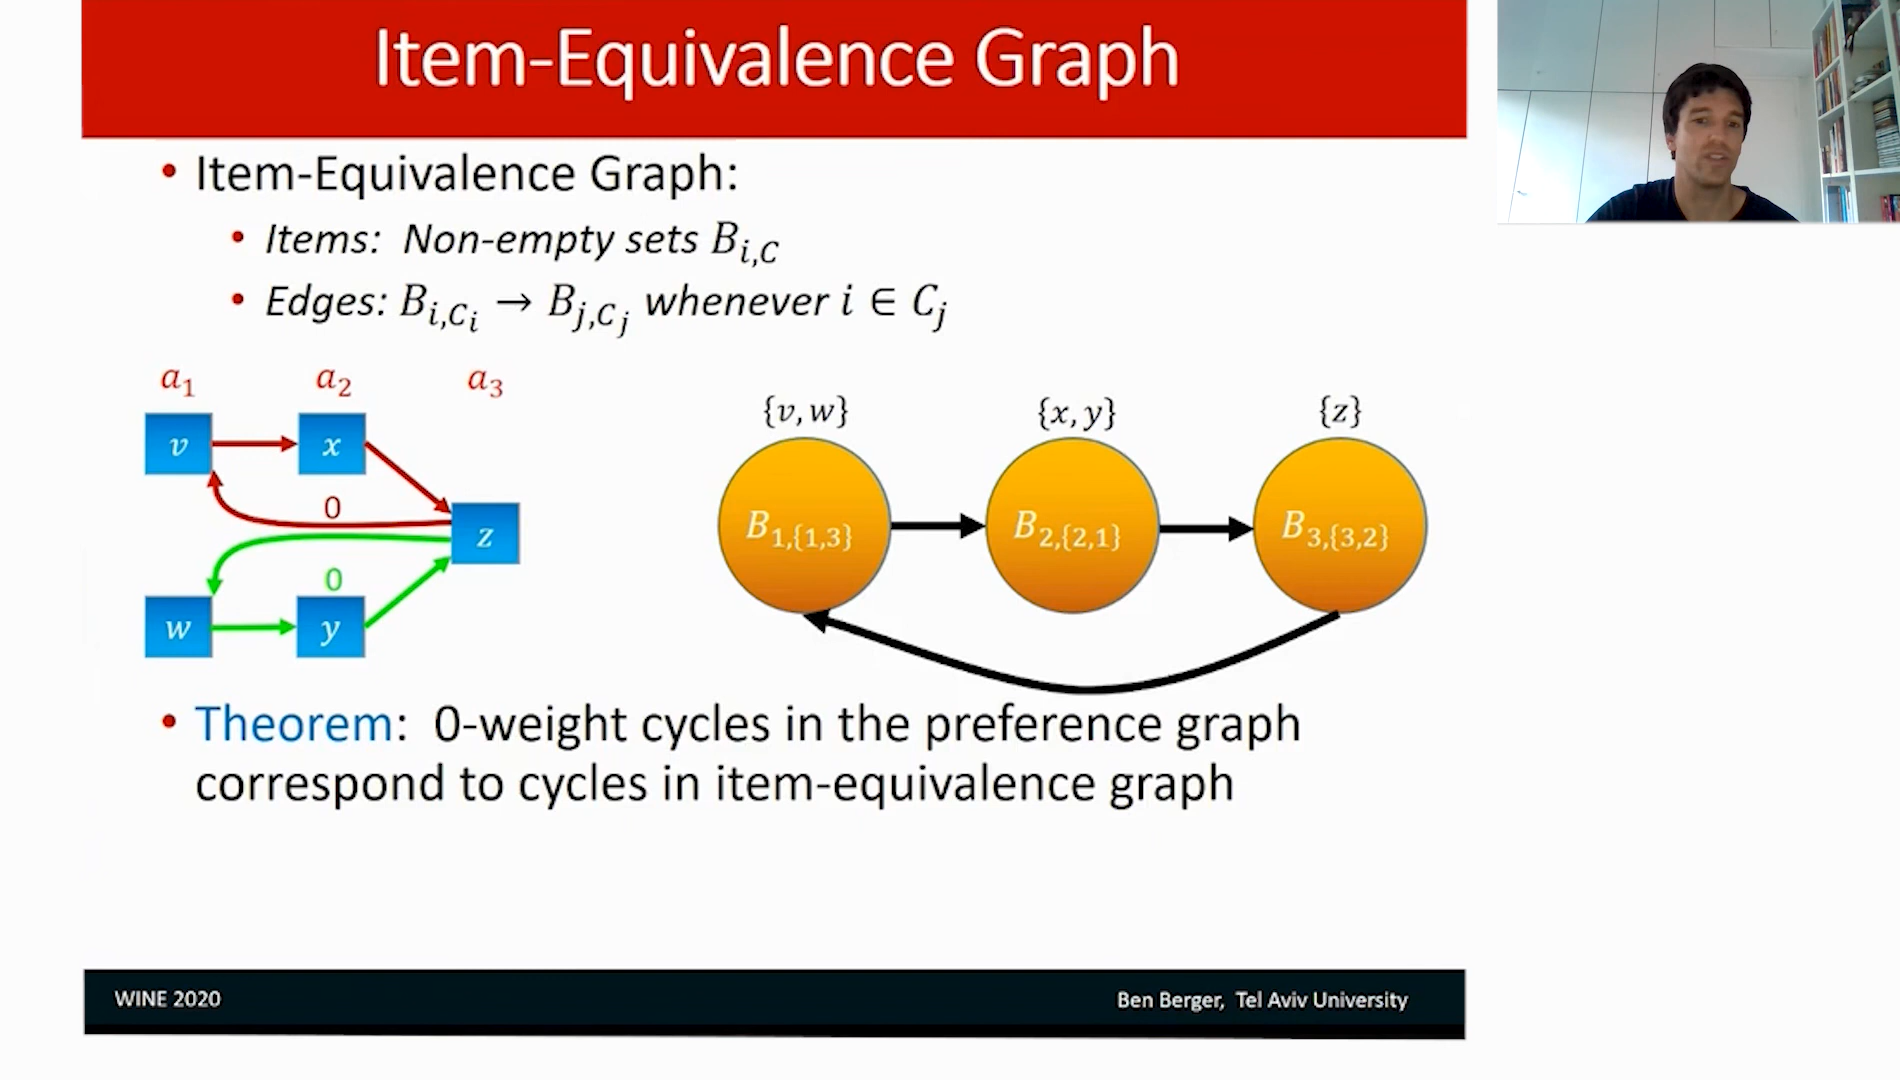 Item-Equivalence Graph
• Item-Equivalence Graph:
• Items: Non-empty sets B_{i,C}
• Edges: B_{i,C_i} → B_{j,C_j} whenever i ∈ C_j
a_1 a_2 a_3
v x
0
z
0
w y
{v, w} {x, y} {z}
B_{1,{1,3}} B_{2,{2,1}} B_{3,{3,2}}
• Theorem: 0-weight cycles in the preference graph
correspond to cycles in item-equivalence graph
WINE 2020 Ben Berger, Tel Aviv University